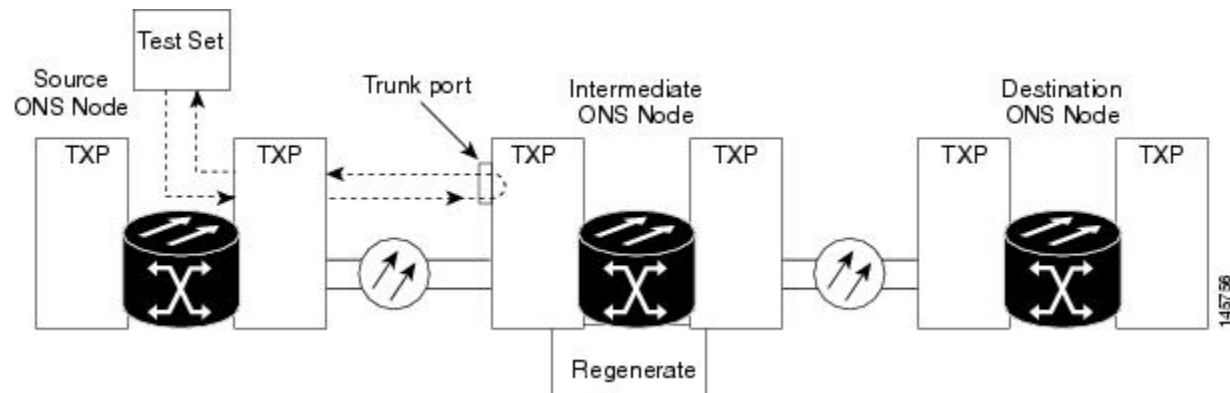 Test Set
Source
ONS Node
Trunk port
Intermediate
ONS Node
Destination
ONS Node
TXP
TXP
TXP
TXP
TXP
TXP
145756
Regenerate